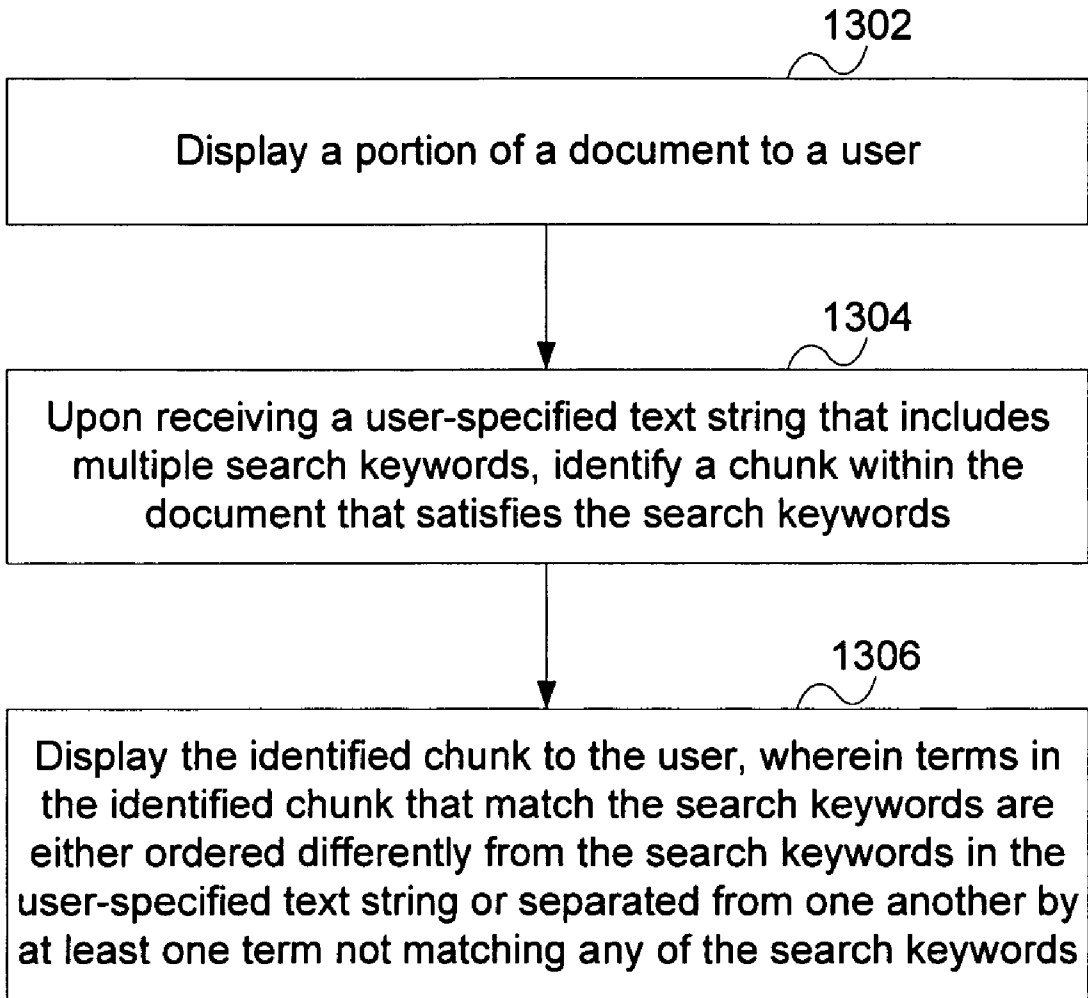 1302
Display a portion of a document to a user
1304
Upon receiving a user-specified text string that includes
multiple search keywords, identify a chunk within the
document that satisfies the search keywords
1306
Display the identified chunk to the user, wherein terms in
the identified chunk that match the search keywords are
either ordered differently from the search keywords in the
user-specified text string or separated from one another by
at least one term not matching any of the search keywords